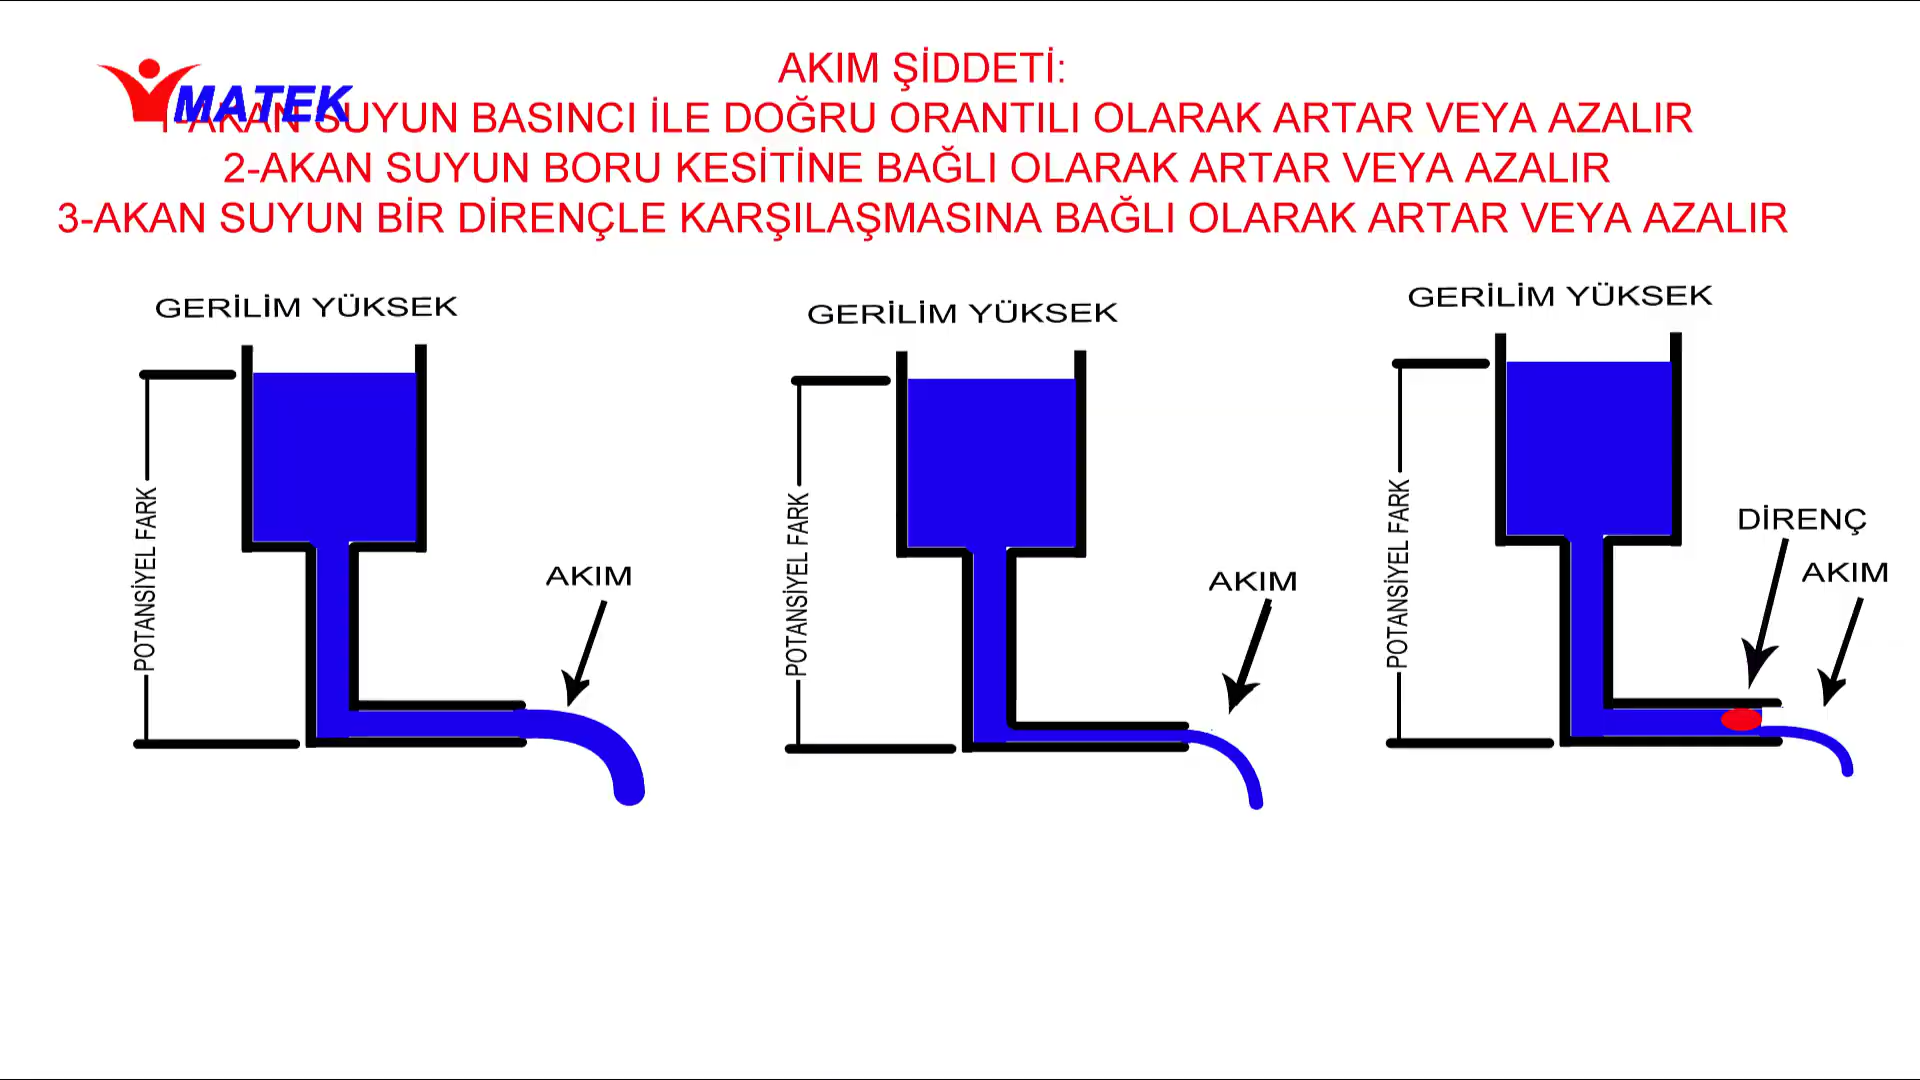 MATEK
AKIM ŞİDDETİ:
1-AKAN SUYUN BASINCI İLE DOĞRU ORANTILI OLARAK ARTAR VEYA AZALIR
2-AKAN SUYUN BORU KESİTİNE BAĞLI OLARAK ARTAR VEYA AZALIR
3-AKAN SUYUN BİR DİRENÇLE KARŞILAŞMASINA BAĞLI OLARAK ARTAR VEYA AZALIR
GERİLİM YÜKSEK
POTANSİYEL FARK
AKIM
GERİLİM YÜKSEK
POTANSİYEL FARK
AKIM
GERİLİM YÜKSEK
POTANSİYEL FARK
DİRENÇ
AKIM